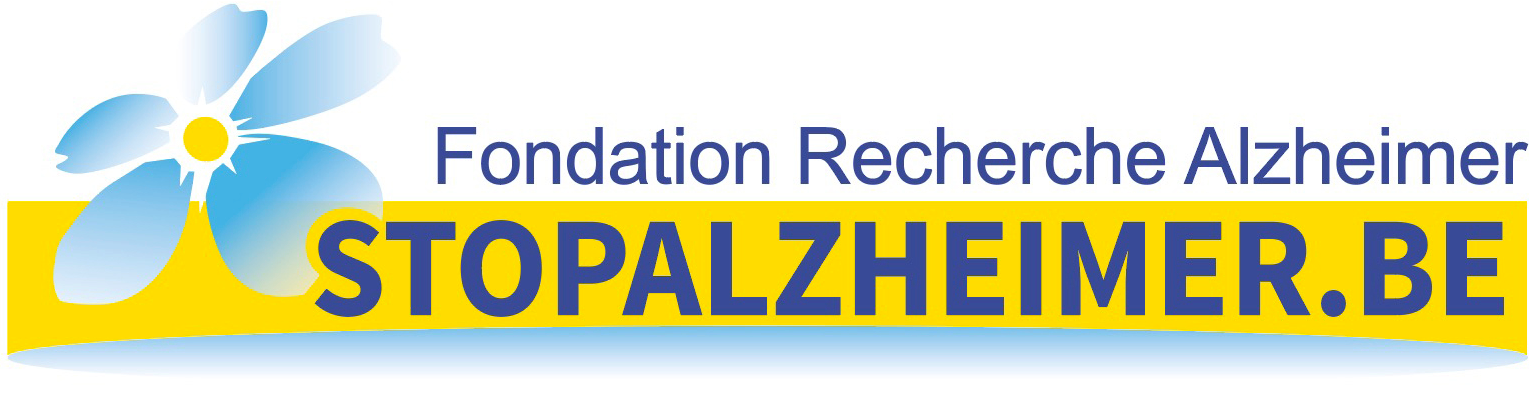 Fondation Recherche Alzheimer
STOPALZHEIMER.BE